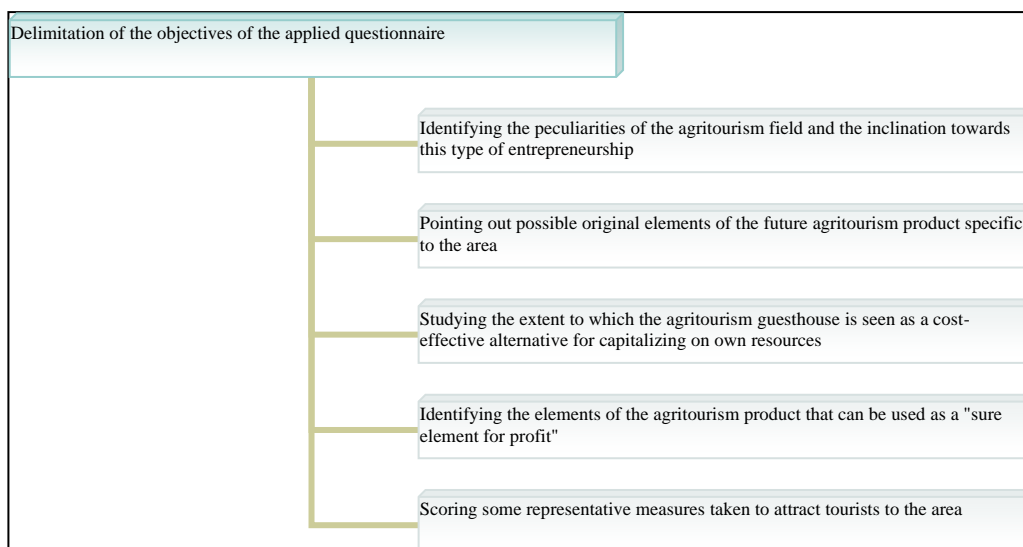 Delimitation of the objectives of the applied questionnaire
Identifying the peculiarities of the agritourism field and the inclination towards
this type of entrepreneurship
Pointing out possible original elements of the future agritourism product specific
to the area
Studying the extent to which the agritourism guesthouse is seen as a cost-
effective alternative for capitalizing on own resources
Identifying the elements of the agritourism product that can be used as a "sure
element for profit"
Scoring some representative measures taken to attract tourists to the area